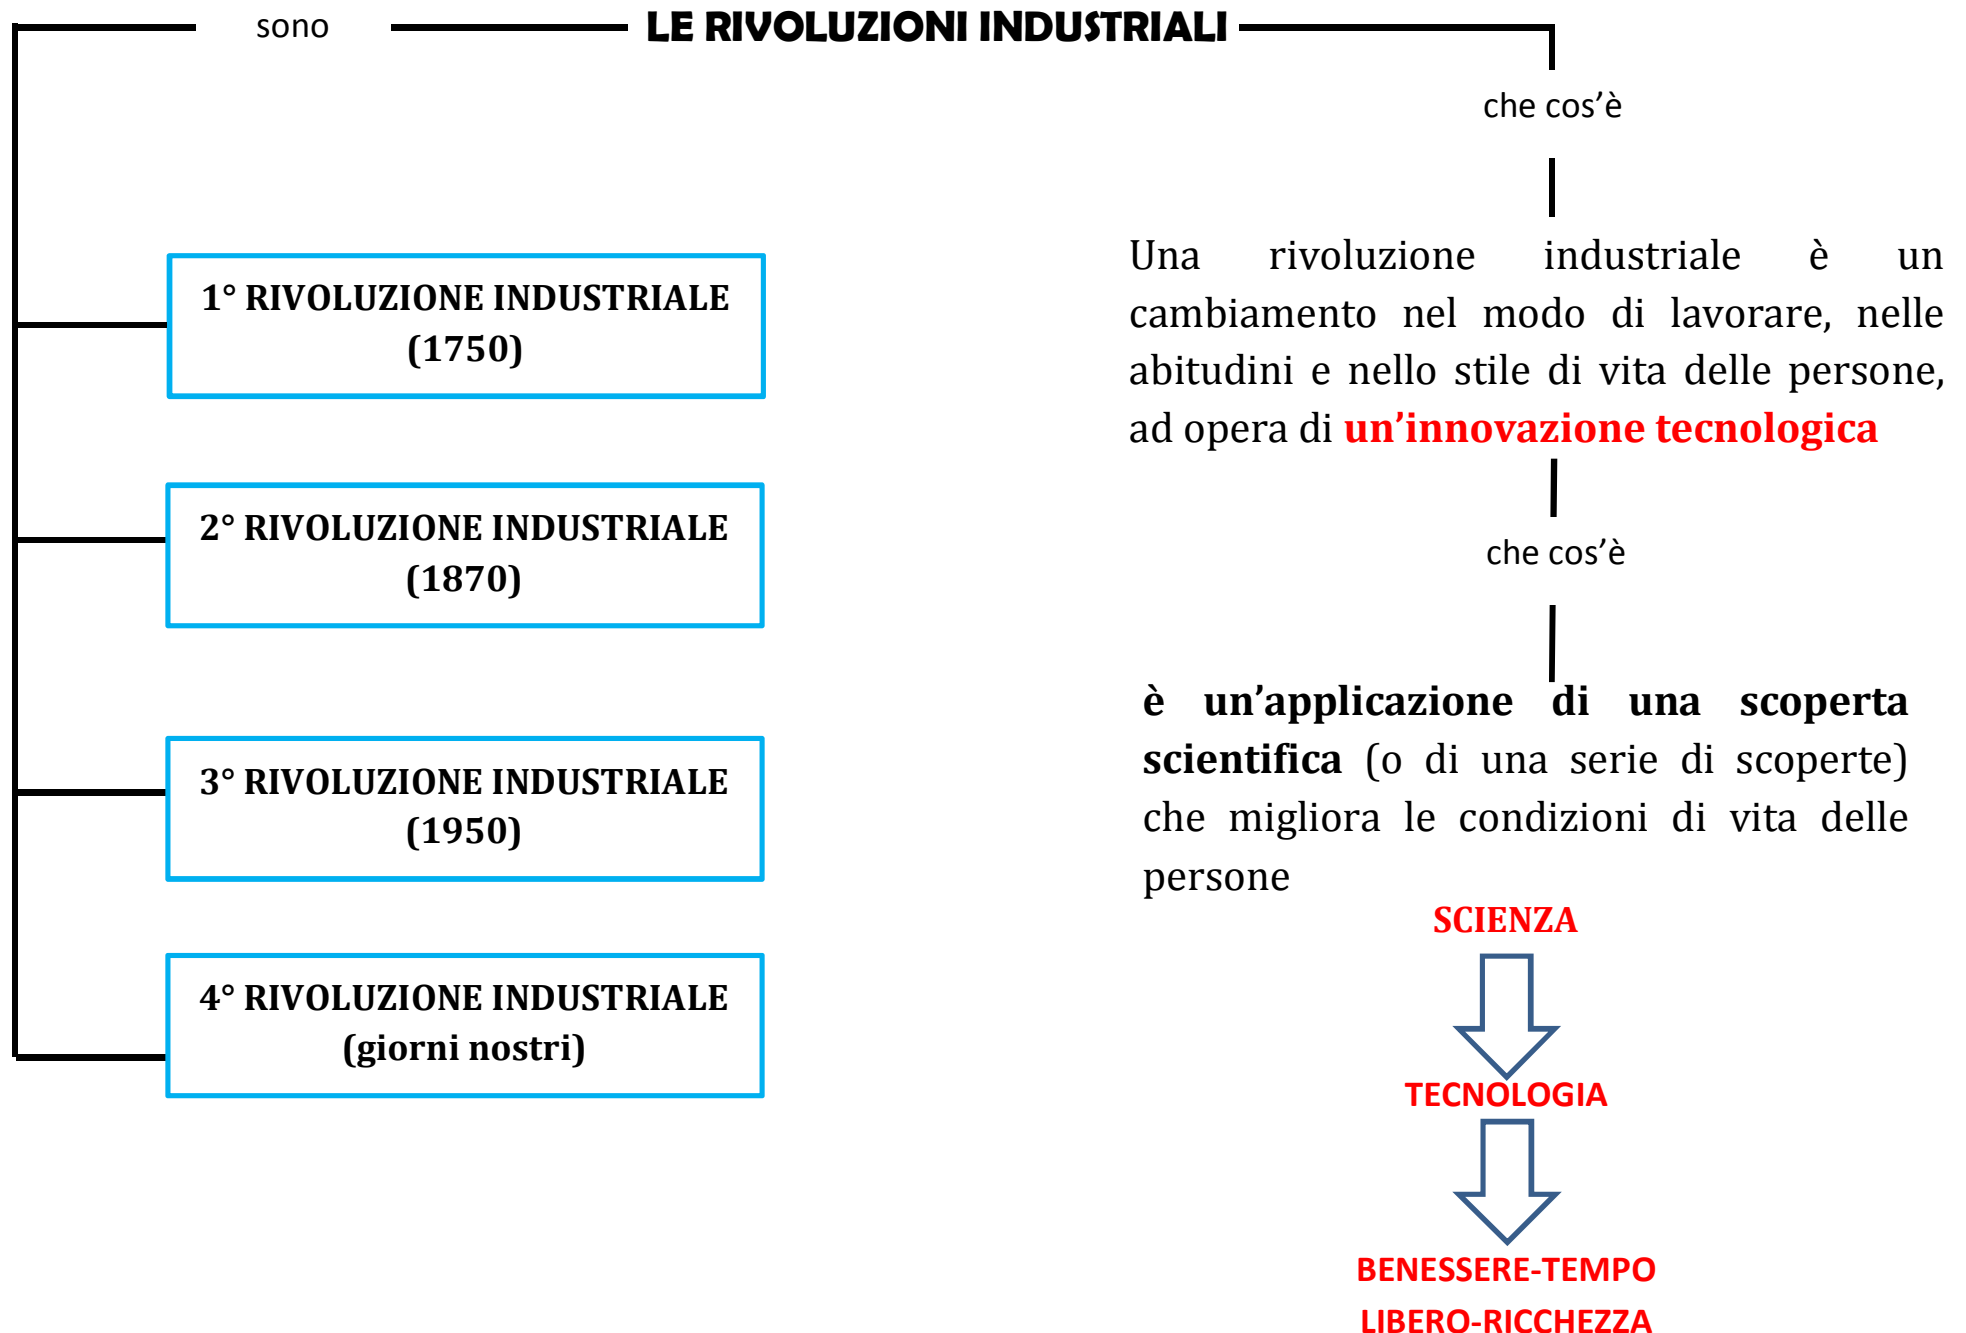 sono
LE RIVOLUZIONI INDUSTRIALI
che cos’è
Una rivoluzione industriale è un
cambiamento nel modo di lavorare, nelle
abitudini e nello stile di vita delle persone,
ad opera di un’innovazione tecnologica
che cos’è
è un’applicazione di una scoperta
scientifica (o di una serie di scoperte)
che migliora le condizioni di vita delle
persone
SCIENZA
TECNOLOGIA
BENESSERE-TEMPO
LIBERO-RICCHEZZA
1° RIVOLUZIONE INDUSTRIALE
(1750)
2° RIVOLUZIONE INDUSTRIALE
(1870)
3° RIVOLUZIONE INDUSTRIALE
(1950)
4° RIVOLUZIONE INDUSTRIALE
(giorni nostri)